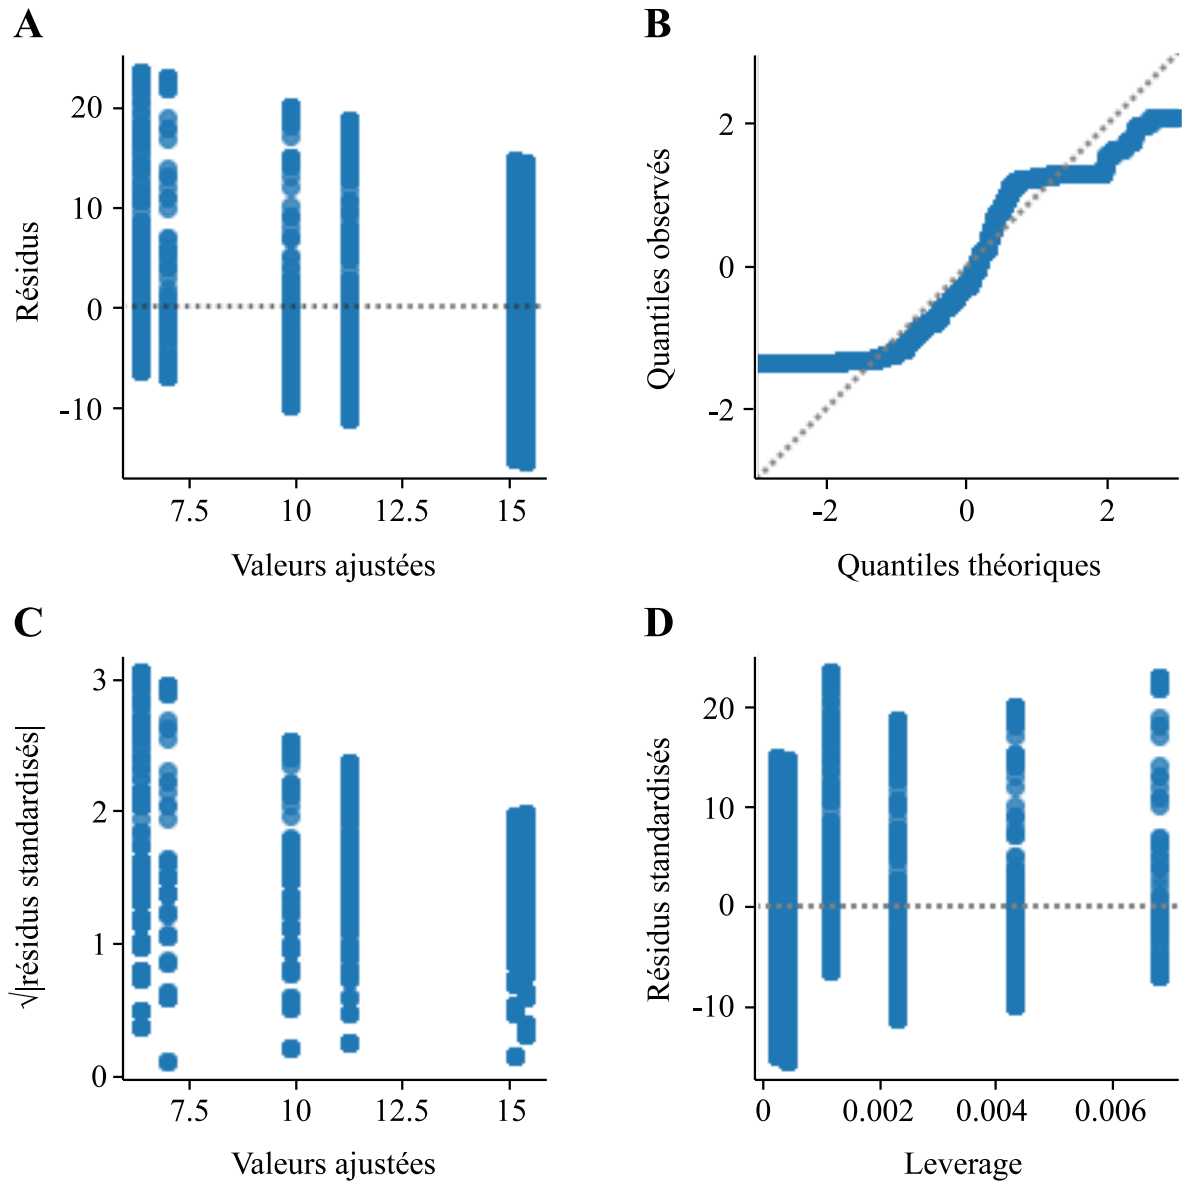 A
Résidus
20
10
0
-10
7.5 10 12.5 15
Valeurs ajustées
B
Quantiles observés
2
0
-2
-2 0 2
Quantiles théoriques
C
√|résidus standardisés|
3
2
1
0
7.5 10 12.5 15
Valeurs ajustées
D
Résidus standardisés
20
10
0
-10
0 0.002 0.004 0.006
Leverage